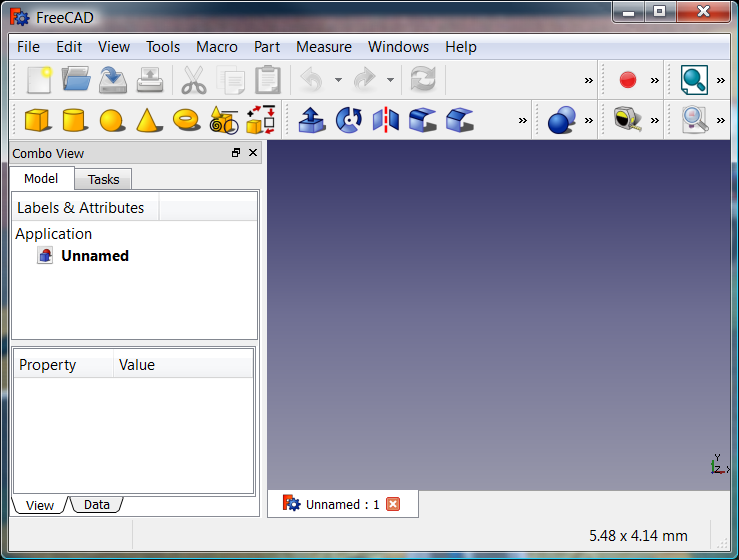 FreeCAD
File Edit View Tools Macro Part Measure Windows Help
Combo View
Model Tasks
Labels & Attributes
Application
Unnamed
Property Value
View Data
Unnamed : 1
Y
Z X
5.48 x 4.14 mm